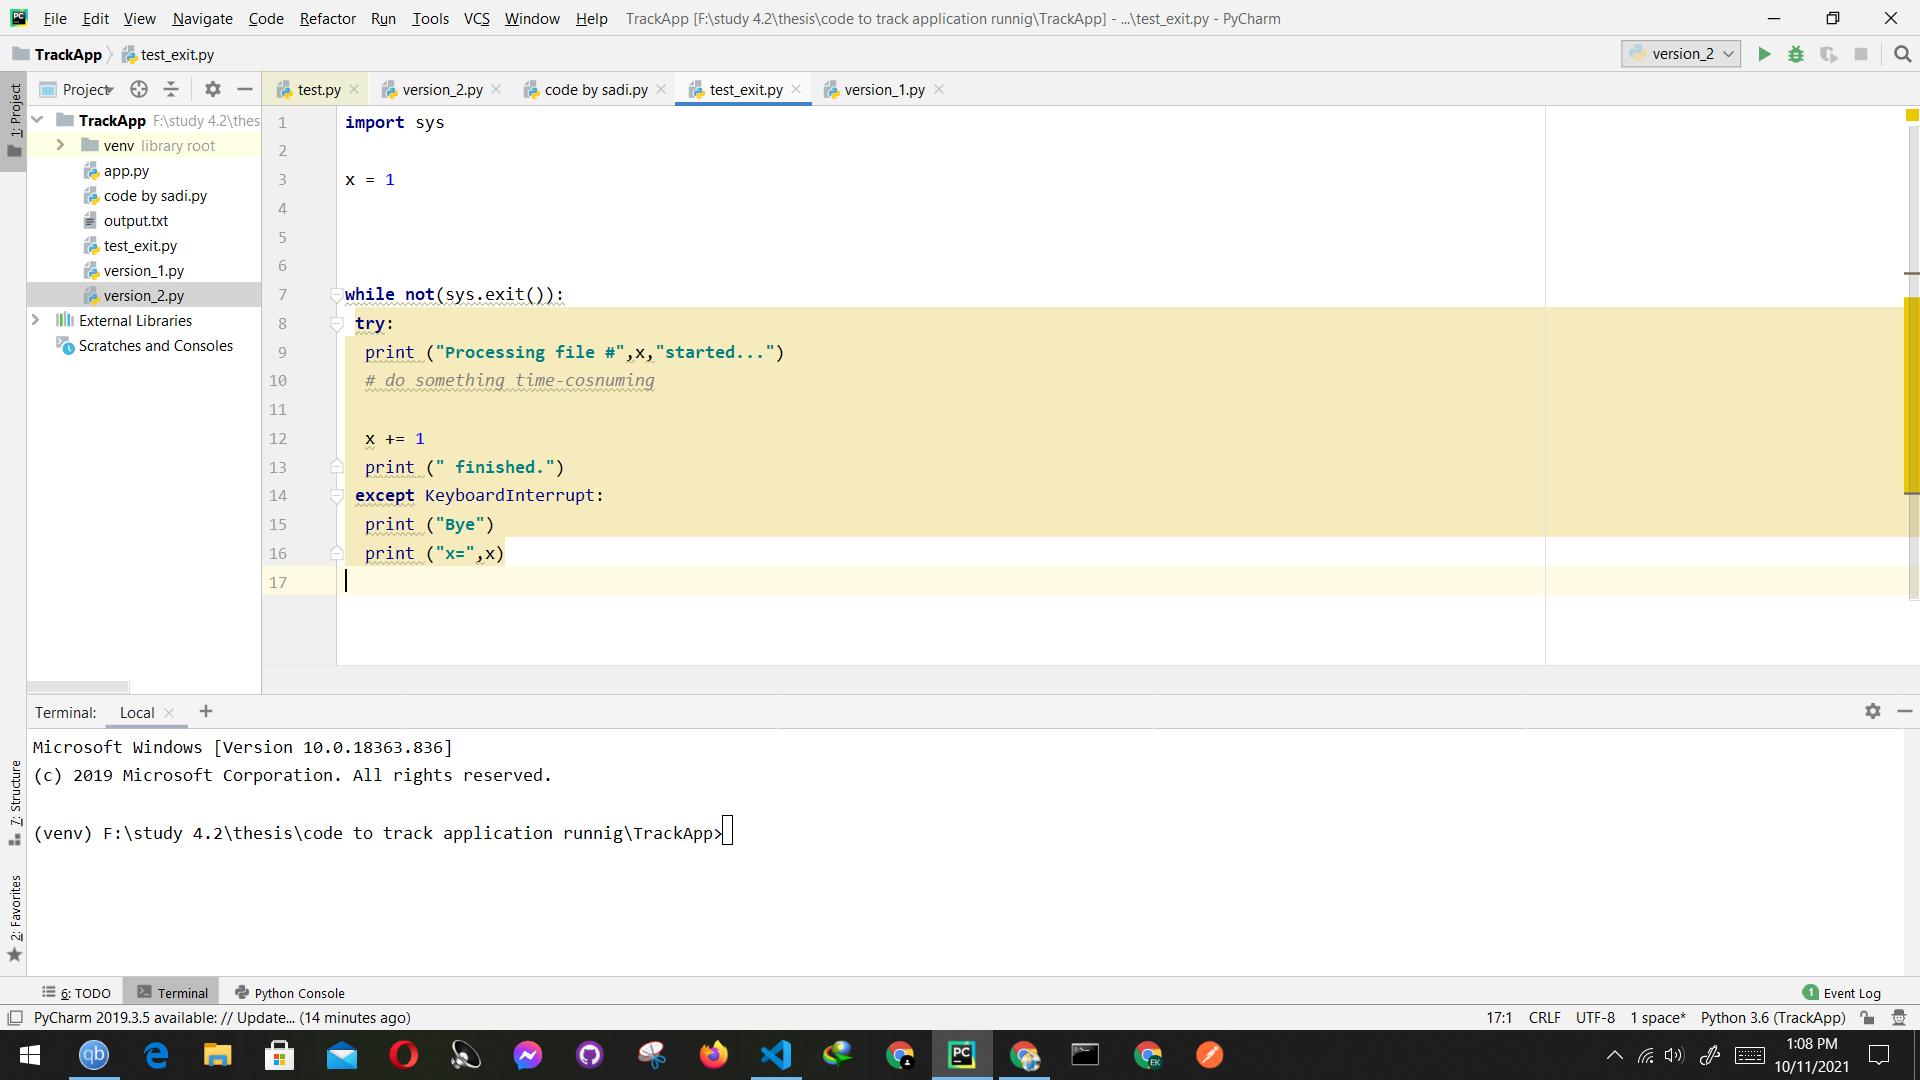 File Edit View Navigate Code Refactor Run Tools VCS Window Help TrackApp [F:\study 4.2\thesis\code to track application runnig\TrackApp] - ...\test_exit.py - PyCharm
TrackApp test_exit.py version_2
1: Project
Project
test.py version_2.py code by sadi.py test_exit.py version_1.py
TrackApp F:\study 4.2\thes
venv library root
app.py
code by sadi.py
output.txt
test_exit.py
version_1.py
version_2.py
External Libraries
Scratches and Consoles
1 import sys
2
3 x = 1
4
5
6
7 while not(sys.exit()):
8 try:
9 print ("Processing file #",x,"started...")
10 # do something time-cosnuming
11
12 x += 1
13 print (" finished.")
14 except KeyboardInterrupt:
15 print ("Bye")
16 print ("x=",x)
17
Terminal: Local +
Microsoft Windows [Version 10.0.18363.836]
(c) 2019 Microsoft Corporation. All rights reserved.
(venv) F:\study 4.2\thesis\code to track application runnig\TrackApp>
7: Structure
2: Favorites
6: TODO Terminal Python Console 1 Event Log
PyCharm 2019.3.5 available: // Update... (14 minutes ago) 17:1 CRLF UTF-8 1 space* Python 3.6 (TrackApp)
qb PC EK
1:08 PM
10/11/2021